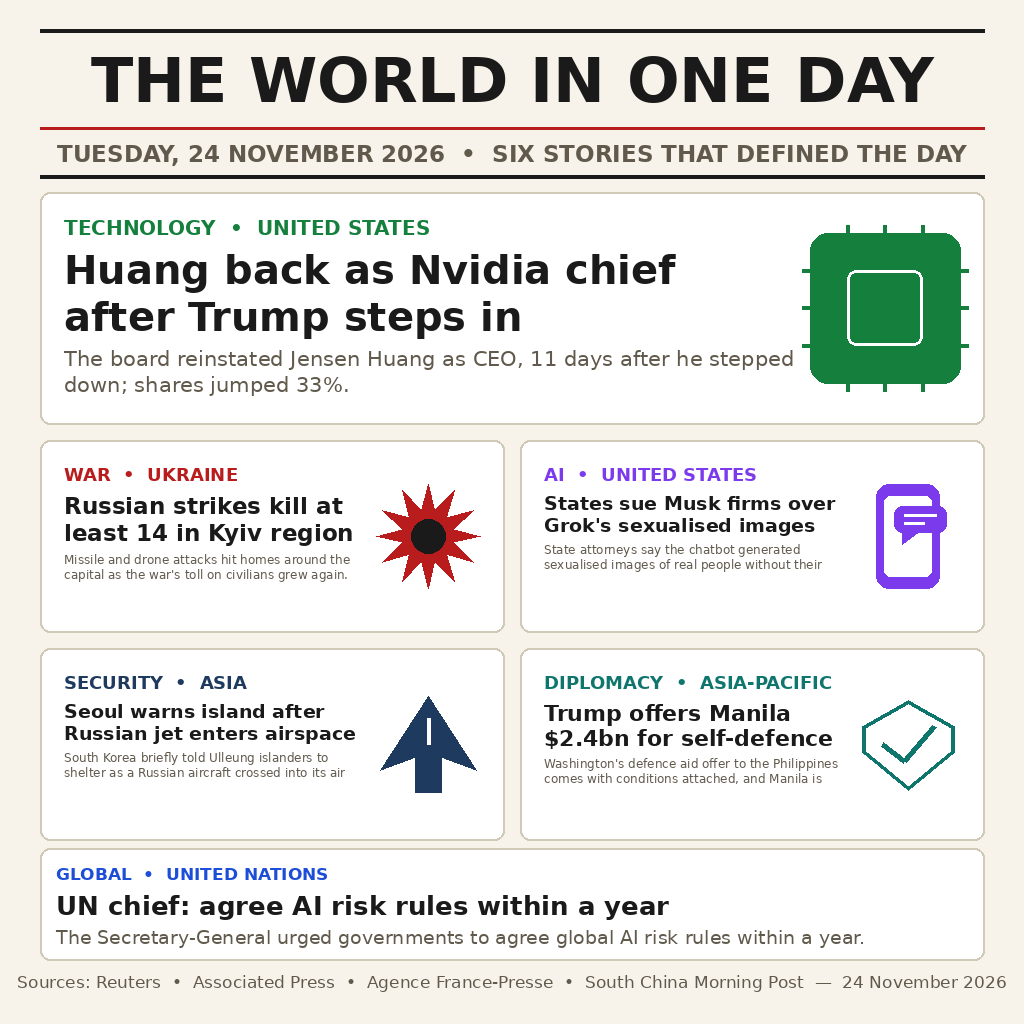 THE WORLD IN ONE DAY
TUESDAY, 24 NOVEMBER 2026 • SIX STORIES THAT DEFINED THE DAY
TECHNOLOGY • UNITED STATES
Huang back as Nvidia chief
after Trump steps in
The board reinstated Jensen Huang as CEO, 11 days after he stepped
down; shares jumped 33%.
WAR • UKRAINE
Russian strikes kill at
least 14 in Kyiv region
Missile and drone attacks hit homes around the
capital as the war's toll on civilians grew again.
AI • UNITED STATES
States sue Musk firms over
Grok's sexualised images
State attorneys say the chatbot generated
sexualised images of real people without their
SECURITY • ASIA
Seoul warns island after
Russian jet enters airspace
South Korea briefly told Ulleung islanders to
shelter as a Russian aircraft crossed into its air
DIPLOMACY • ASIA-PACIFIC
Trump offers Manila
$2.4bn for self-defence
Washington's defence aid offer to the Philippines
comes with conditions attached, and Manila is
GLOBAL • UNITED NATIONS
UN chief: agree AI risk rules within a year
The Secretary-General urged governments to agree global AI risk rules within a year.
Sources: Reuters • Associated Press • Agence France-Presse • South China Morning Post — 24 November 2026